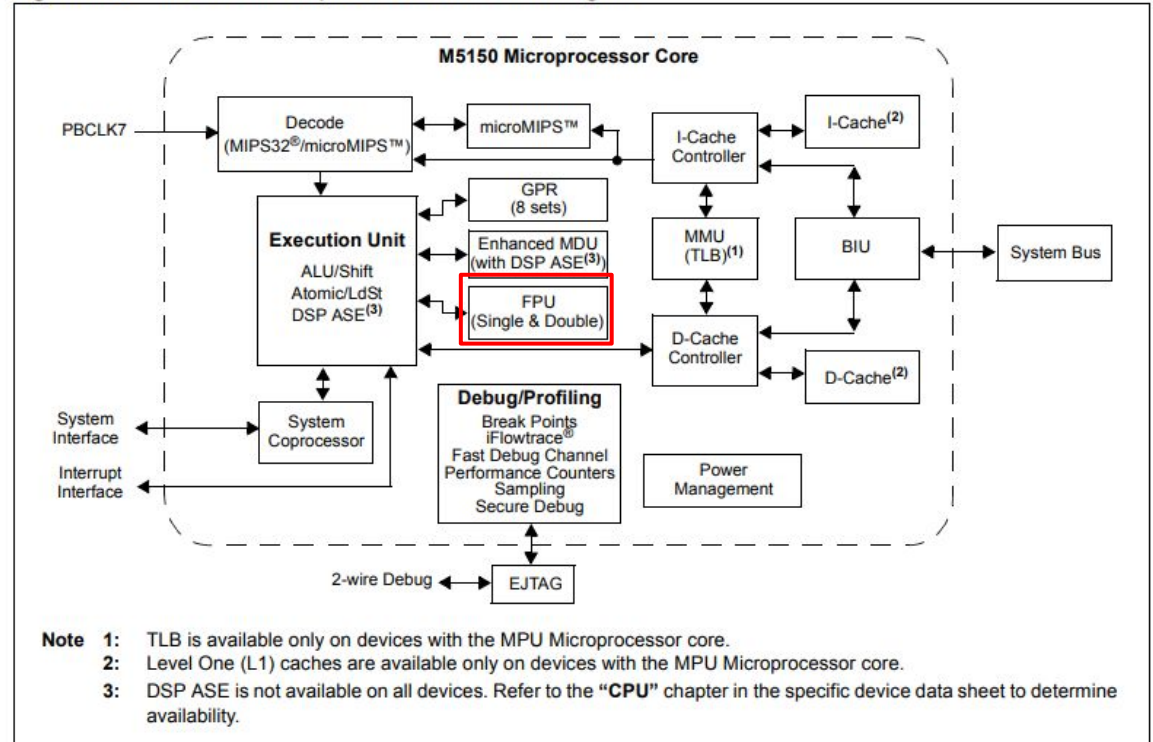 M5150 Microprocessor Core
PBCLK7
Decode
(MIPS32®/microMIPS™)
microMIPS™
I-Cache
Controller
I-Cache(2)
Execution Unit
ALU/Shift
Atomic/LdSt
DSP ASE(3)
GPR
(8 sets)
Enhanced MDU
(with DSP ASE(3))
FPU
(Single & Double)
MMU
(TLB)(1)
BIU
System Bus
D-Cache
Controller
D-Cache(2)
System
Interface
System
Coprocessor
Interrupt
Interface
Debug/Profiling
Break Points
iFlowtrace®
Fast Debug Channel
Performance Counters
Sampling
Secure Debug
Power
Management
2-wire Debug
EJTAG
Note 1: TLB is available only on devices with the MPU Microprocessor core.
2: Level One (L1) caches are available only on devices with the MPU Microprocessor core.
3: DSP ASE is not available on all devices. Refer to the “CPU” chapter in the specific device data sheet to determine
availability.